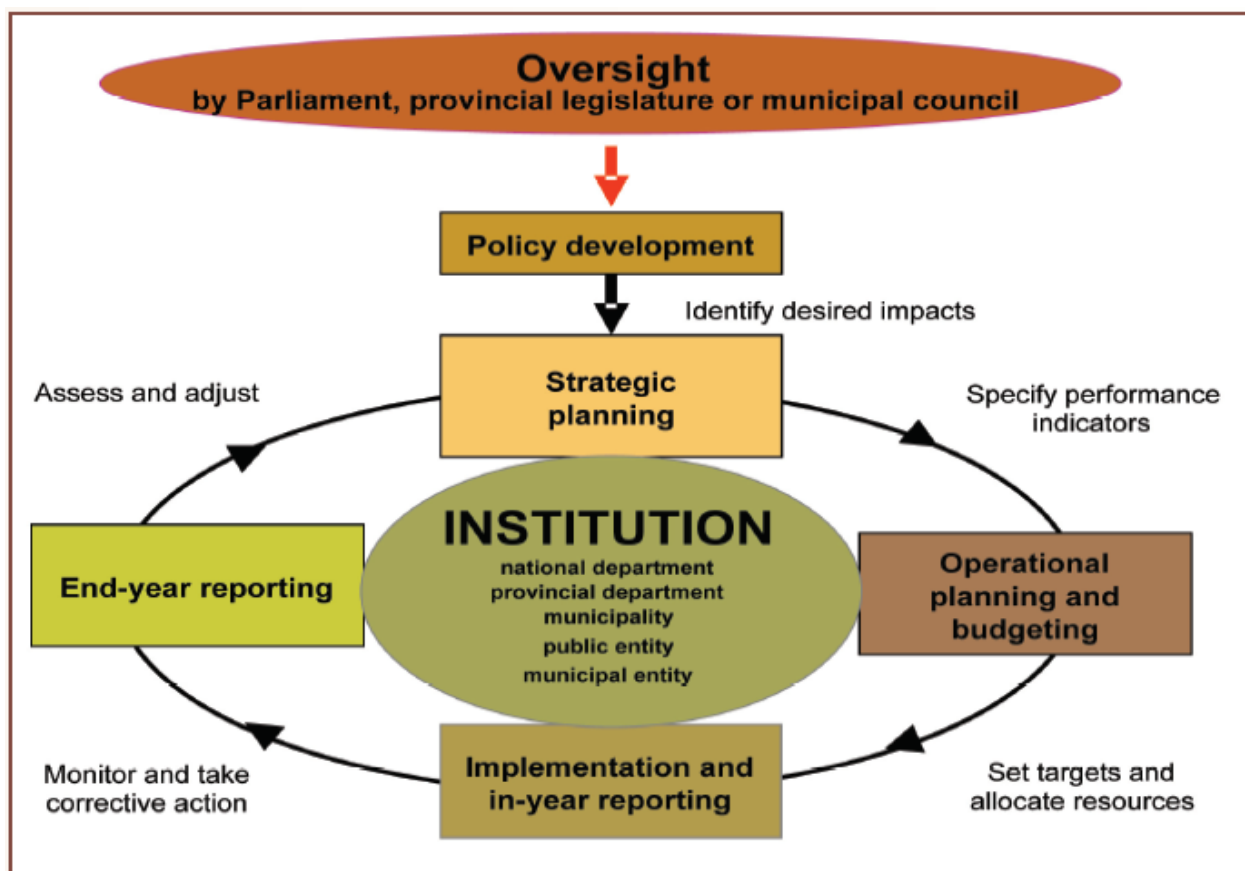 Oversight
by Parliament, provincial legislature or municipal council
Policy development
Identify desired impacts
Strategic
planning
Assess and adjust
Specify performance
indicators
INSTITUTION
national department
provincial department
municipality
public entity
municipal entity
End-year reporting
Operational
planning and
budgeting
Implementation and
in-year reporting
Monitor and take
corrective action
Set targets and
allocate resources